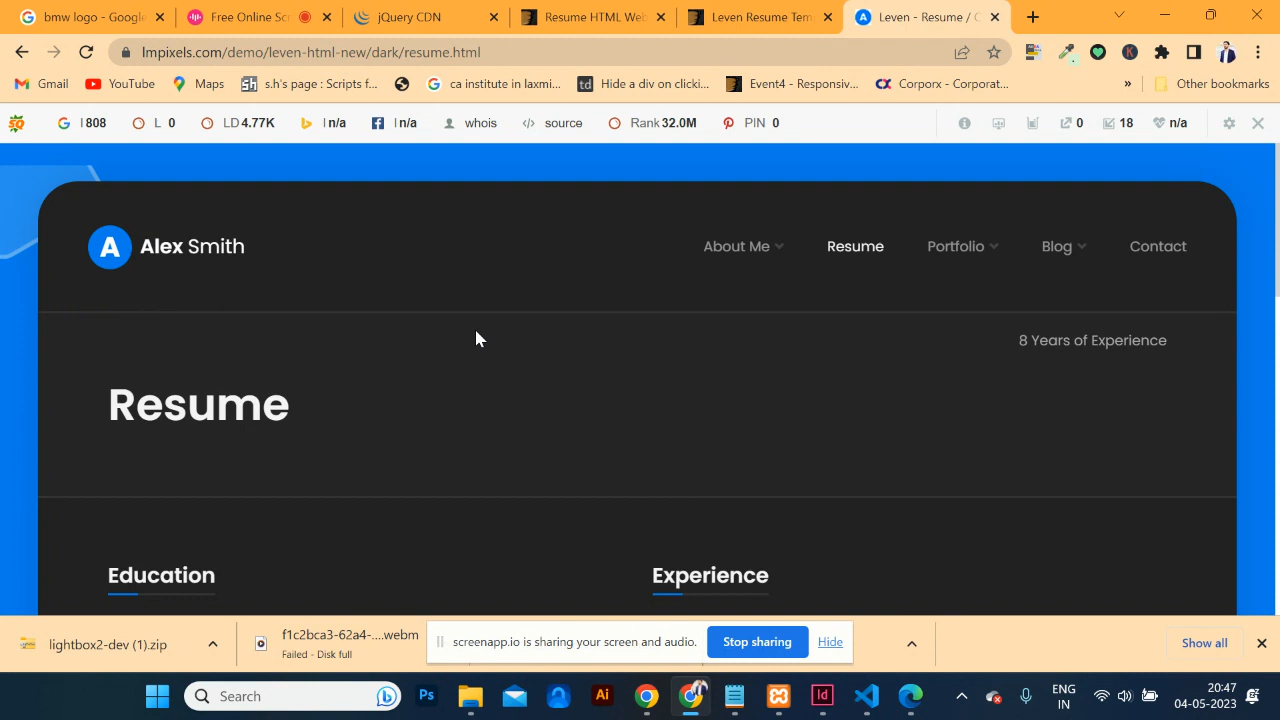 bmw logo - Google
Free Online Scr
jQuery CDN
Resume HTML Web
Leven Resume Tem
Leven - Resume / C
lmpixels.com/demo/leven-html-new/dark/resume.html
Gmail
YouTube
Maps
s.h's page : Scripts f...
ca institute in laxmi...
Hide a div on clicki...
Event4 - Responsiv...
Corporx - Corporat...
»
Other bookmarks
I 808
L 0
LD 4.77K
I n/a
I n/a
whois
source
Rank 32.0M
PIN 0
0
18
n/a
A Alex Smith
About Me
Resume
Portfolio
Blog
Contact
8 Years of Experience
Resume
Education
Experience
lightbox2-dev (1).zip
f1c2bca3-62a4-....webm
Failed - Disk full
screenapp.io is sharing your screen and audio.
Stop sharing
Hide
Show all
Search
ENG
IN
20:47
04-05-2023